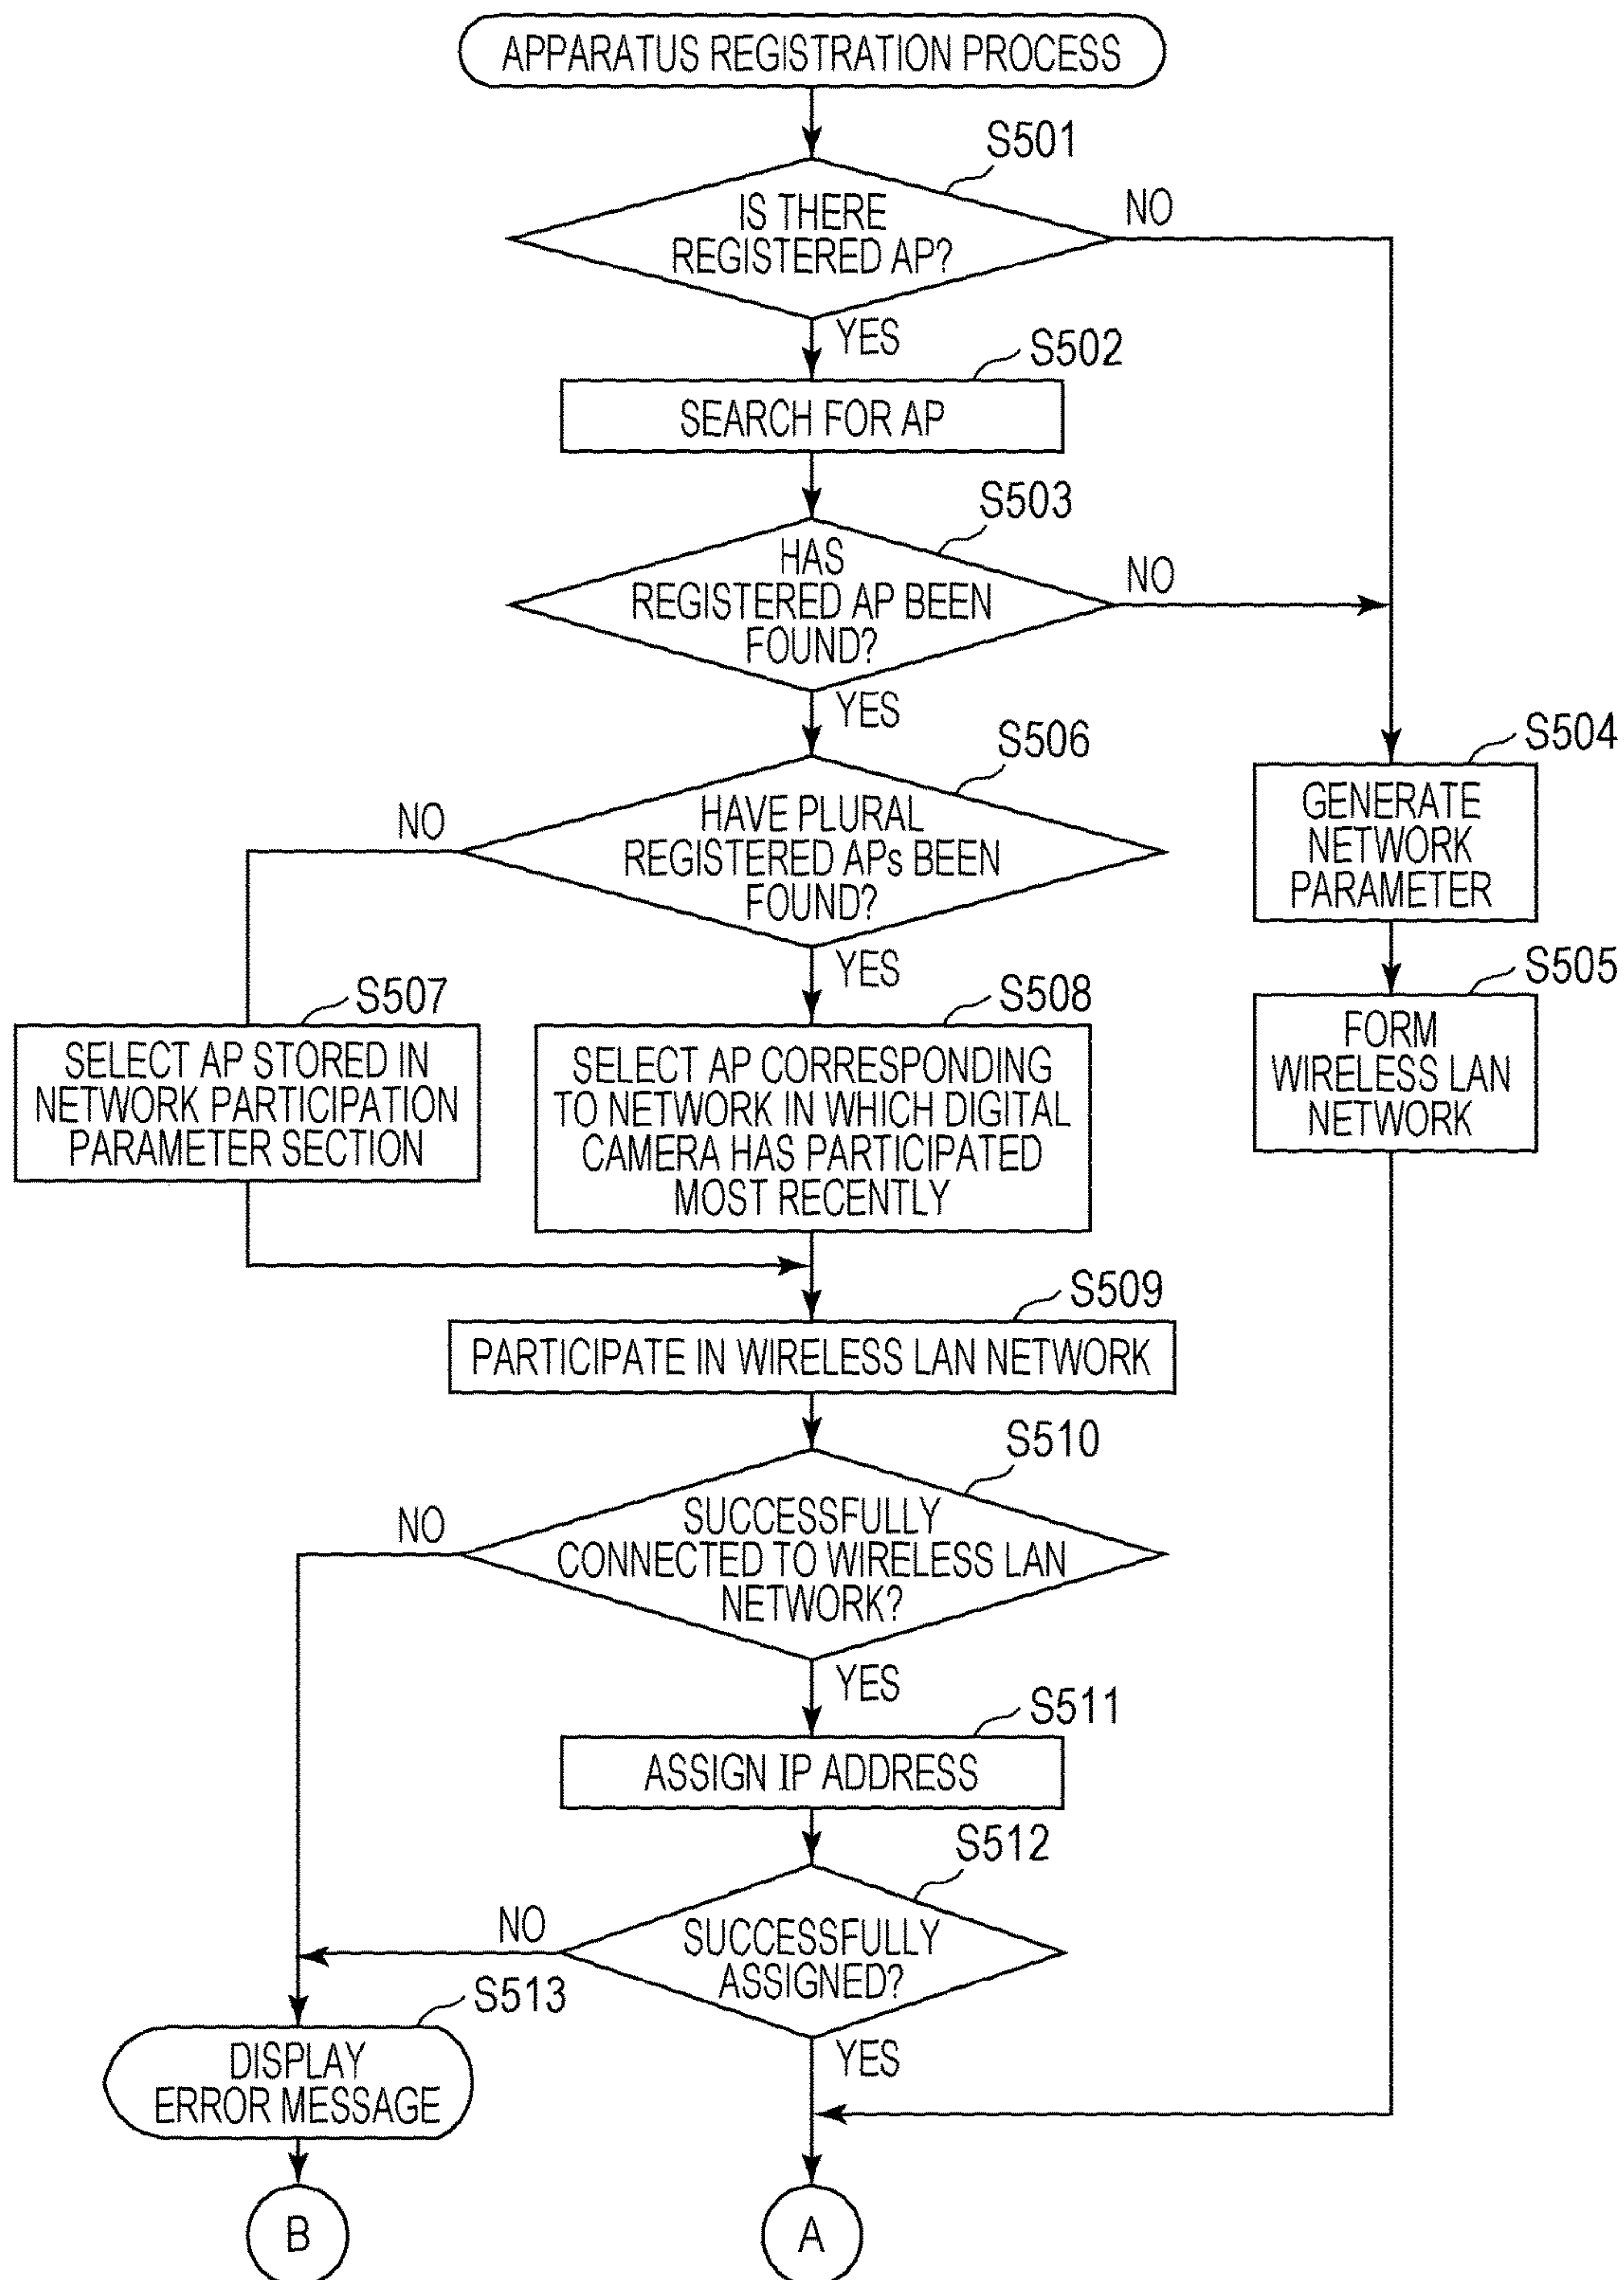 APPARATUS REGISTRATION PROCESS
S501
IS THERE
REGISTERED AP?
NO
YES
S502
SEARCH FOR AP
S503
HAS
REGISTERED AP BEEN
FOUND?
NO
YES
S506
HAVE PLURAL
REGISTERED APs BEEN
FOUND?
NO
YES
S504
GENERATE
NETWORK
PARAMETER
S505
FORM
WIRELESS LAN
NETWORK
S507
SELECT AP STORED IN
NETWORK PARTICIPATION
PARAMETER SECTION
S508
SELECT AP CORRESPONDING
TO NETWORK IN WHICH DIGITAL
CAMERA HAS PARTICIPATED
MOST RECENTLY
S509
PARTICIPATE IN WIRELESS LAN NETWORK
S510
SUCCESSFULLY
CONNECTED TO WIRELESS LAN
NETWORK?
NO
YES
S511
ASSIGN IP ADDRESS
S512
SUCCESSFULLY
ASSIGNED?
NO
YES
S513
DISPLAY
ERROR MESSAGE
B
A